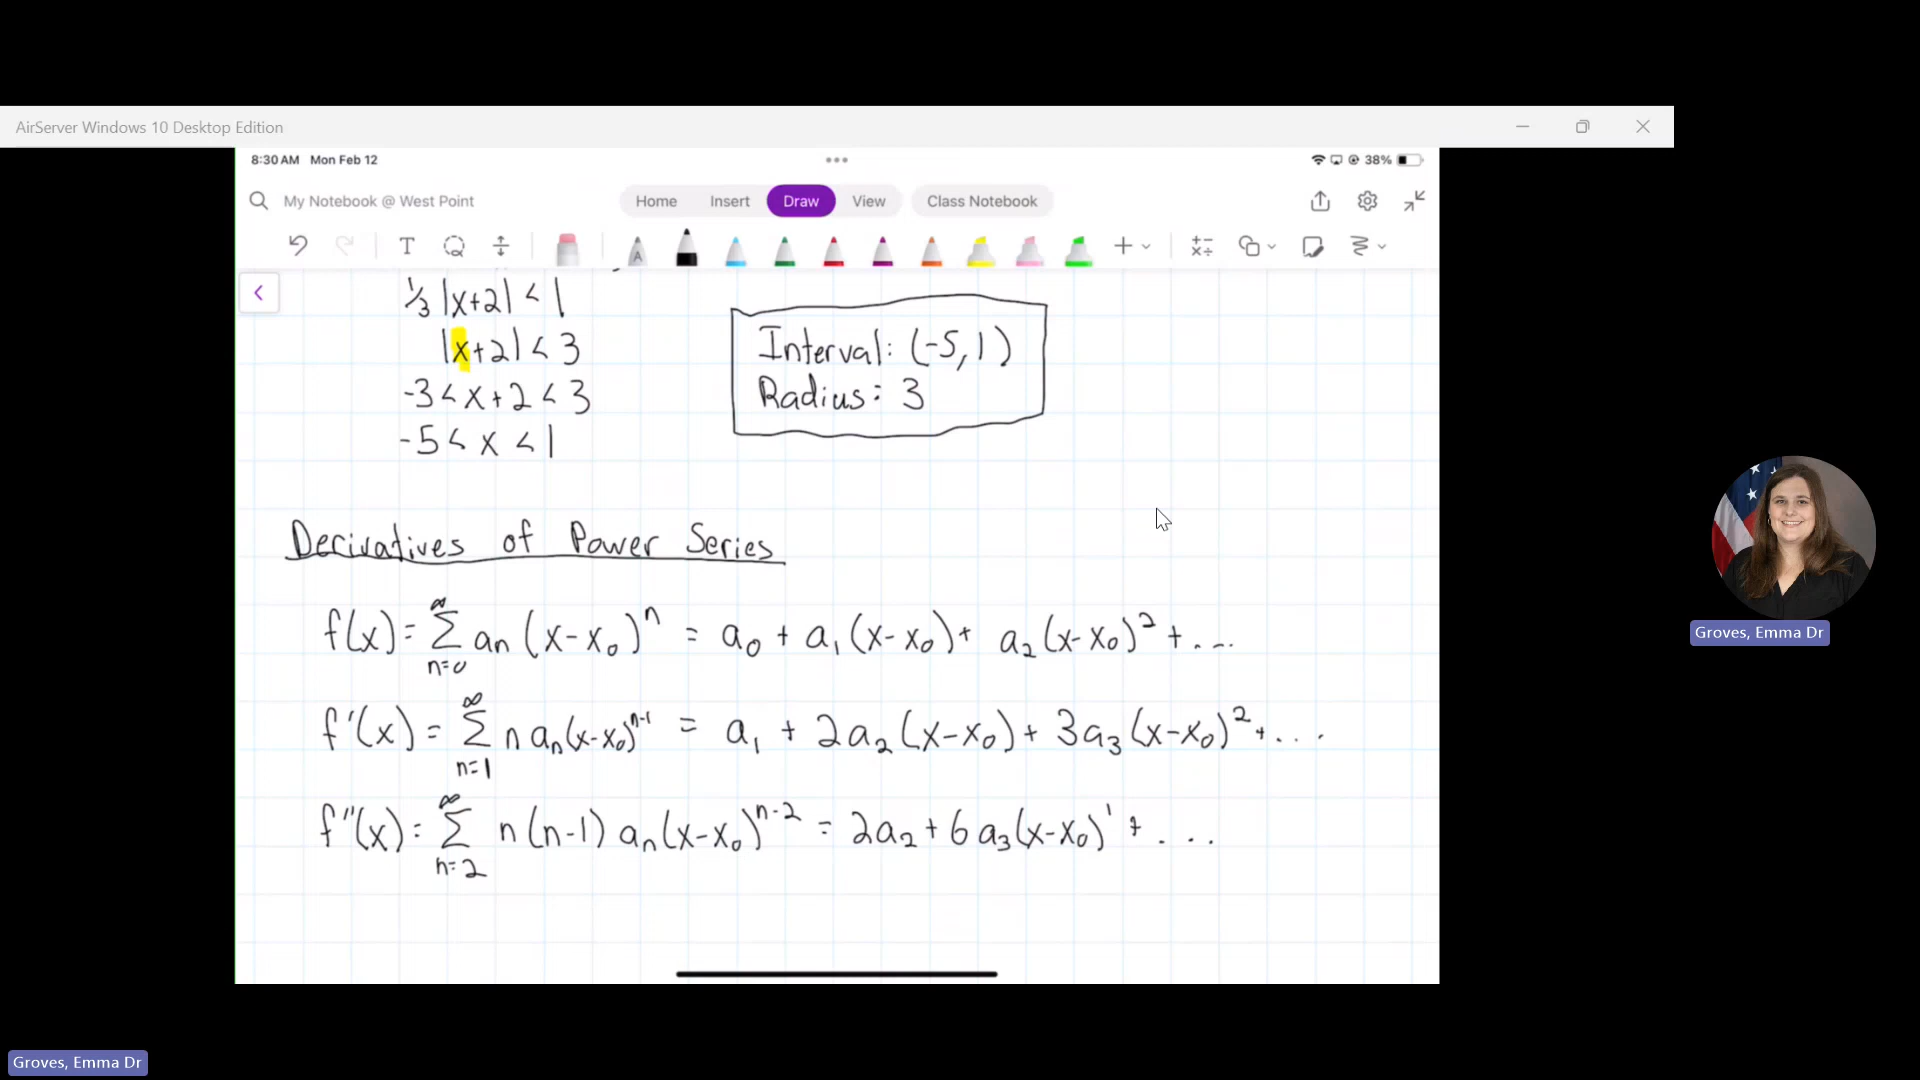 AirServer Windows 10 Desktop Edition
8:30 AM Mon Feb 12
38%
My Notebook @ West Point
Home Insert Draw View Class Notebook
T
A
⅓ |x+2| < 1
|x+2| < 3
-3 < x + 2 < 3
-5 < x < 1
Interval: (-5, 1)
Radius: 3
Derivatives of Power Series
f(x) = ∑_{n=0}^{∞} a_n (x-x_0)^n = a_0 + a_1 (x-x_0) + a_2 (x-x_0)^2 + ...
f'(x) = ∑_{n=1}^{∞} n a_n (x-x_0)^{n-1} = a_1 + 2a_2 (x-x_0) + 3a_3 (x-x_0)^2 + ...
f''(x) = ∑_{n=2}^{∞} n(n-1) a_n (x-x_0)^{n-2} = 2a_2 + 6a_3 (x-x_0)^1 + ...
Groves, Emma Dr
Groves, Emma Dr